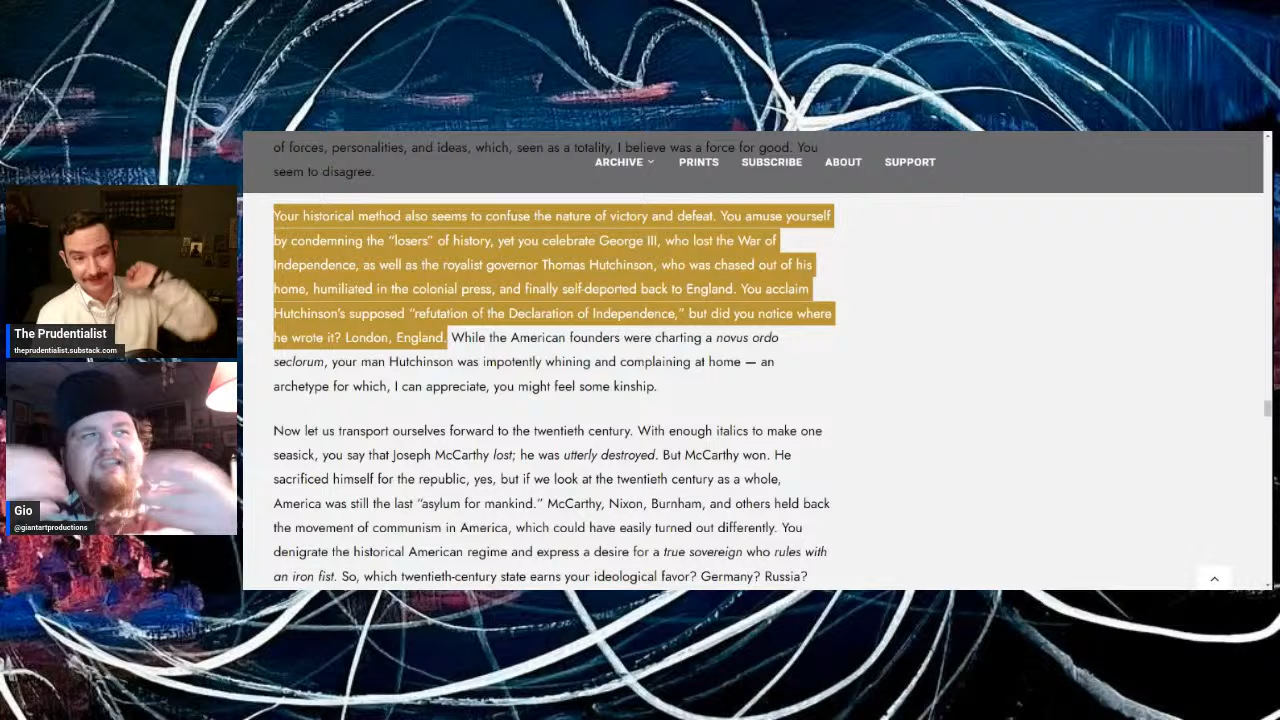 of forces, personalities, and ideas, which, seen as a totality, I believe was a force for good. You
seem to disagree.
ARCHIVE PRINTS SUBSCRIBE ABOUT SUPPORT
Your historical method also seems to confuse the nature of victory and defeat. You amuse yourself
by condemning the “losers” of history, yet you celebrate George III, who lost the War of
Independence, as well as the royalist governor Thomas Hutchinson, who was chased out of his
home, humiliated in the colonial press, and finally self-deported back to England. You acclaim
Hutchinson’s supposed “refutation of the Declaration of Independence,” but did you notice where
he wrote it? London, England. While the American founders were charting a novus ordo
seclorum, your man Hutchinson was impotently whining and complaining at home — an
archetype for which, I can appreciate, you might feel some kinship.
Now let us transport ourselves forward to the twentieth century. With enough italics to make one
seasick, you say that Joseph McCarthy lost; he was utterly destroyed. But McCarthy won. He
sacrificed himself for the republic, yes, but if we look at the twentieth century as a whole,
America was still the last “asylum for mankind.” McCarthy, Nixon, Burnham, and others held back
the movement of communism in America, which could have easily turned out differently. You
denigrate the historical American regime and express a desire for a true sovereign who rules with
an iron fist. So, which twentieth-century state earns your ideological favor? Germany? Russia?
The Prudentialist
theprudentialist.substack.com
Gio
@giantartproductions